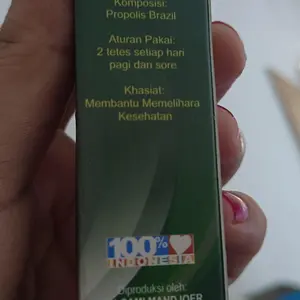 Komposisi:
Propolis Brazil
Aturan Pakai:
2 tetes setiap hari
pagi dan sore
Khasiat:
Membantu Memelihara
Kesehatan
100%
INDONESIA
Diproduksi oleh: